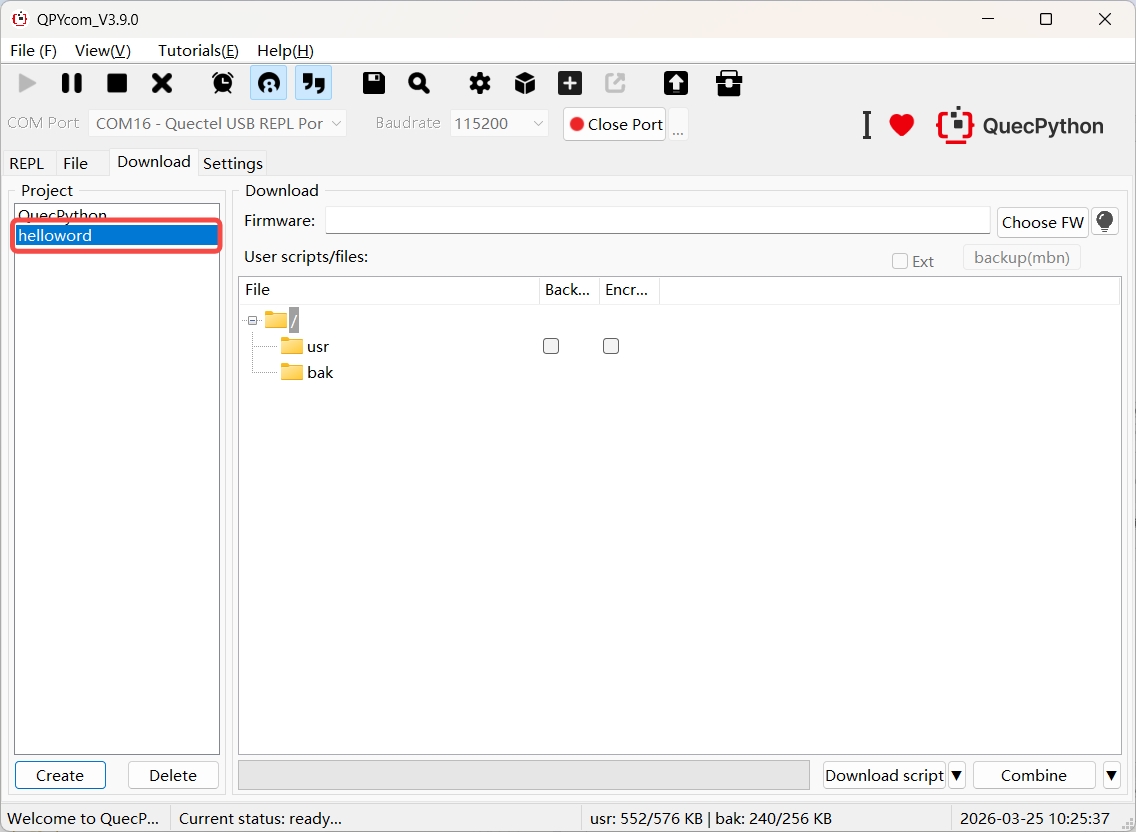 QPYcom_V3.9.0
File (F) View(V) Tutorials(E) Help(H)
COM Port COM16 - Quectel USB REPL Por Baudrate 115200 Close Port ... I QuecPython
REPL File Download Settings
Project
QuecPython
helloword
Create Delete
Download
Firmware: Choose FW
User scripts/files: Ext backup(mbn)
File Back... Encr...
/
usr
bak
Download script Combine
Welcome to QuecP... Current status: ready... usr: 552/576 KB | bak: 240/256 KB 2026-03-25 10:25:37